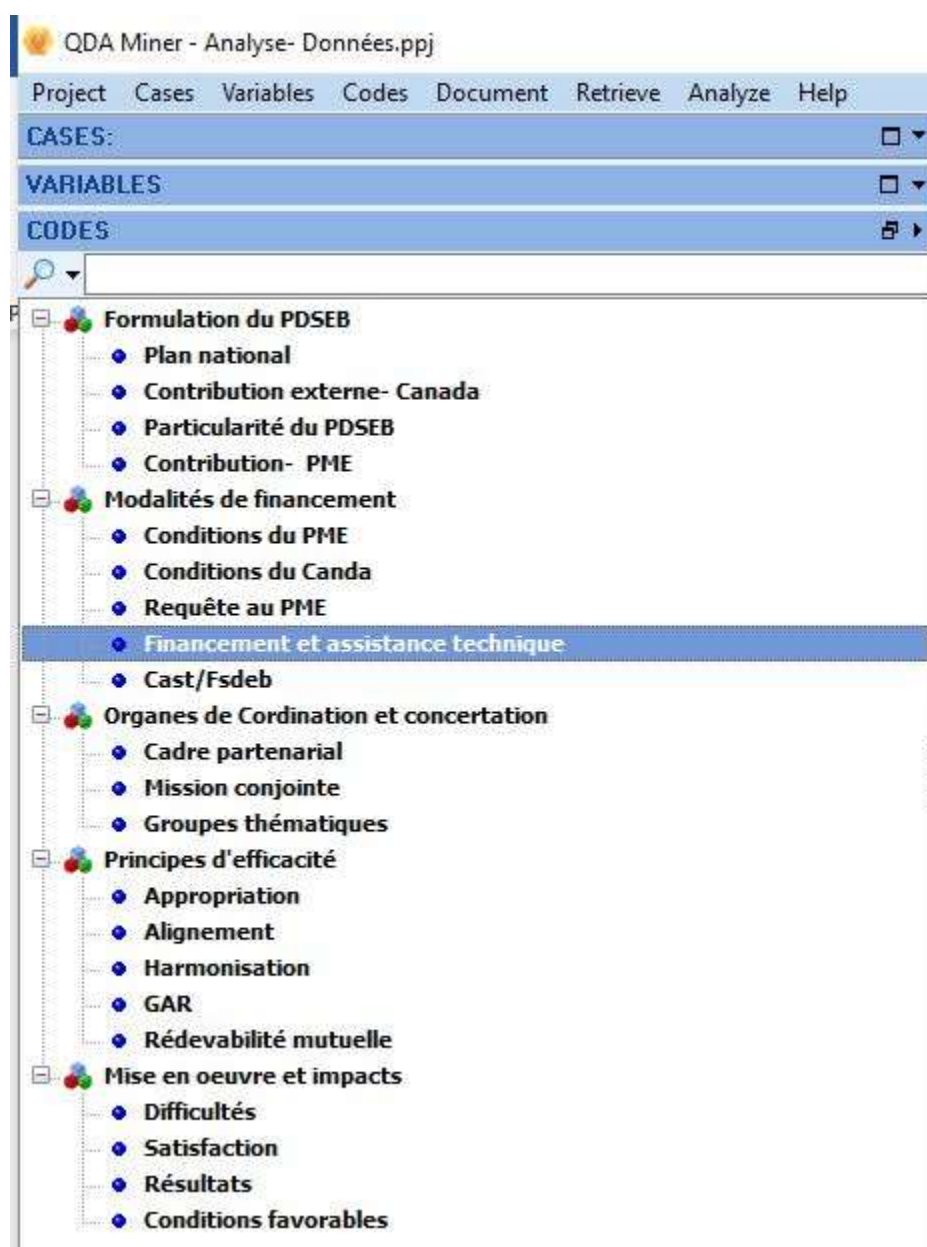 QDA Miner - Analyse- Données.ppj
Project Cases Variables Codes Document Retrieve Analyze Help
CASES:
VARIABLES
CODES
Formulation du PDSEB
Plan national
Contribution externe- Canada
Particularité du PDSEB
Contribution- PME
Modalités de financement
Conditions du PME
Conditions du Canda
Requête au PME
Financement et assistance technique
Cast/Fsdeb
Organes de Cordination et concertation
Cadre partenarial
Mission conjointe
Groupes thématiques
Principes d'efficacité
Appropriation
Alignement
Harmonisation
GAR
Rédevabilité mutuelle
Mise en oeuvre et impacts
Difficultés
Satisfaction
Résultats
Conditions favorables